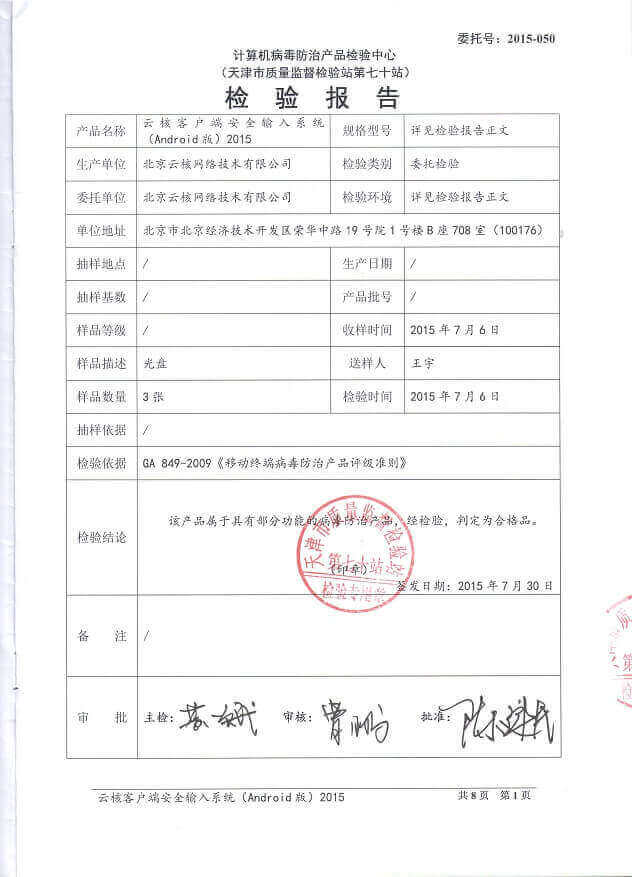 委托号：2015-050
计算机病毒防治产品检验中心
（天津市质量监督检验站第七十站）
检 验 报 告
产品名称 云核客户端安全输入系统（Android版）2015 规格型号 详见检验报告正文
生产单位 北京云核网络技术有限公司 检验类别 委托检验
委托单位 北京云核网络技术有限公司 检验环境 详见检验报告正文
单位地址 北京市北京经济技术开发区荣华中路19号院1号楼B座708室（100176）
抽样地点 / 生产日期 /
抽样基数 / 产品批号 /
样品等级 / 收样时间 2015年7月6日
样品描述 光盘 送样人 王宇
样品数量 3张 检验时间 2015年7月6日
抽样依据 /
检验依据 GA 849-2009《移动终端病毒防治产品评级准则》
检验结论 该产品属于具有部分功能的病毒防治产品，经检验，判定为合格品。
天津市质量监督检验站
第七十站
（印章）
检验专用章
签发日期：2015年7月30日
备 注 /
审 批 主检： 审核： 批准：
云核客户端安全输入系统（Android版）2015 共8页 第1页